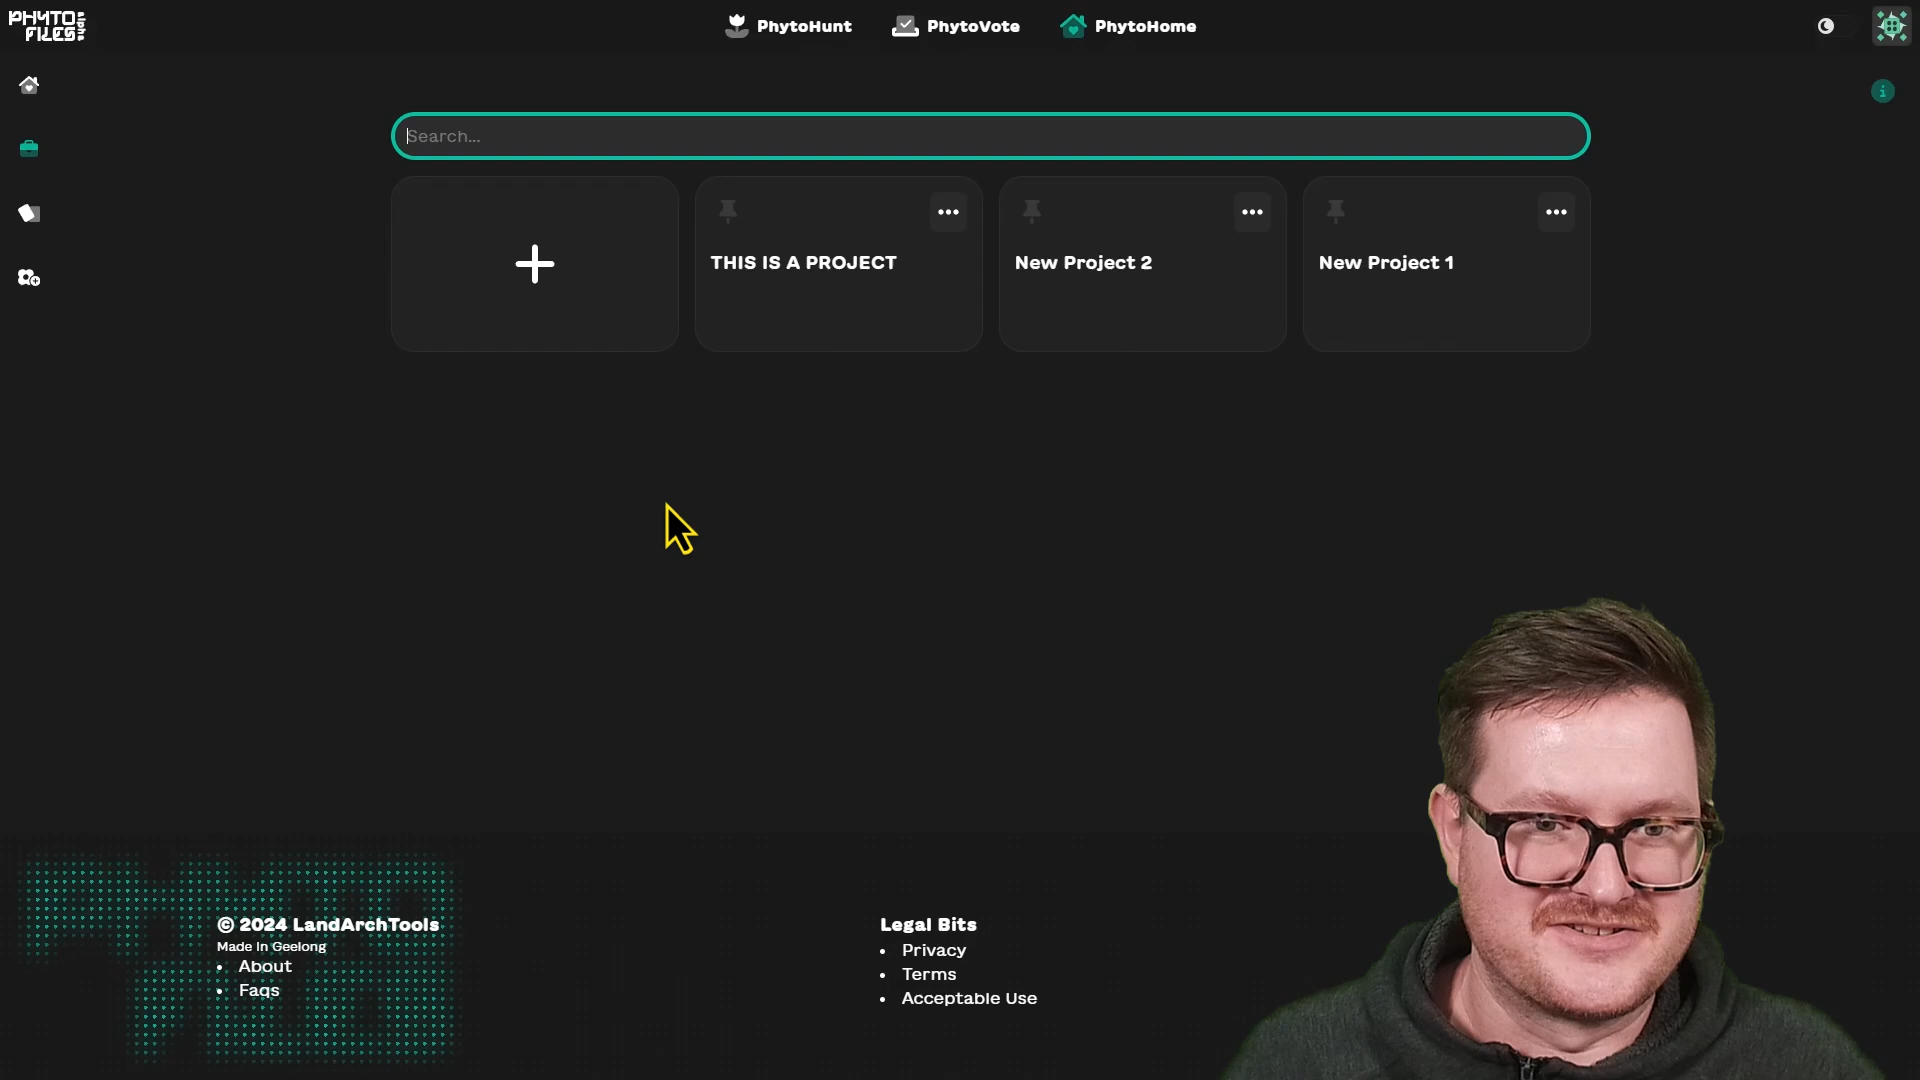 PHYTO
FILES
alpha
PhytoHunt
PhytoVote
PhytoHome
Search...
THIS IS A PROJECT
New Project 2
New Project 1
© 2024 LandArchTools
Made In Geelong
About
Faqs
Legal Bits
Privacy
Terms
Acceptable Use